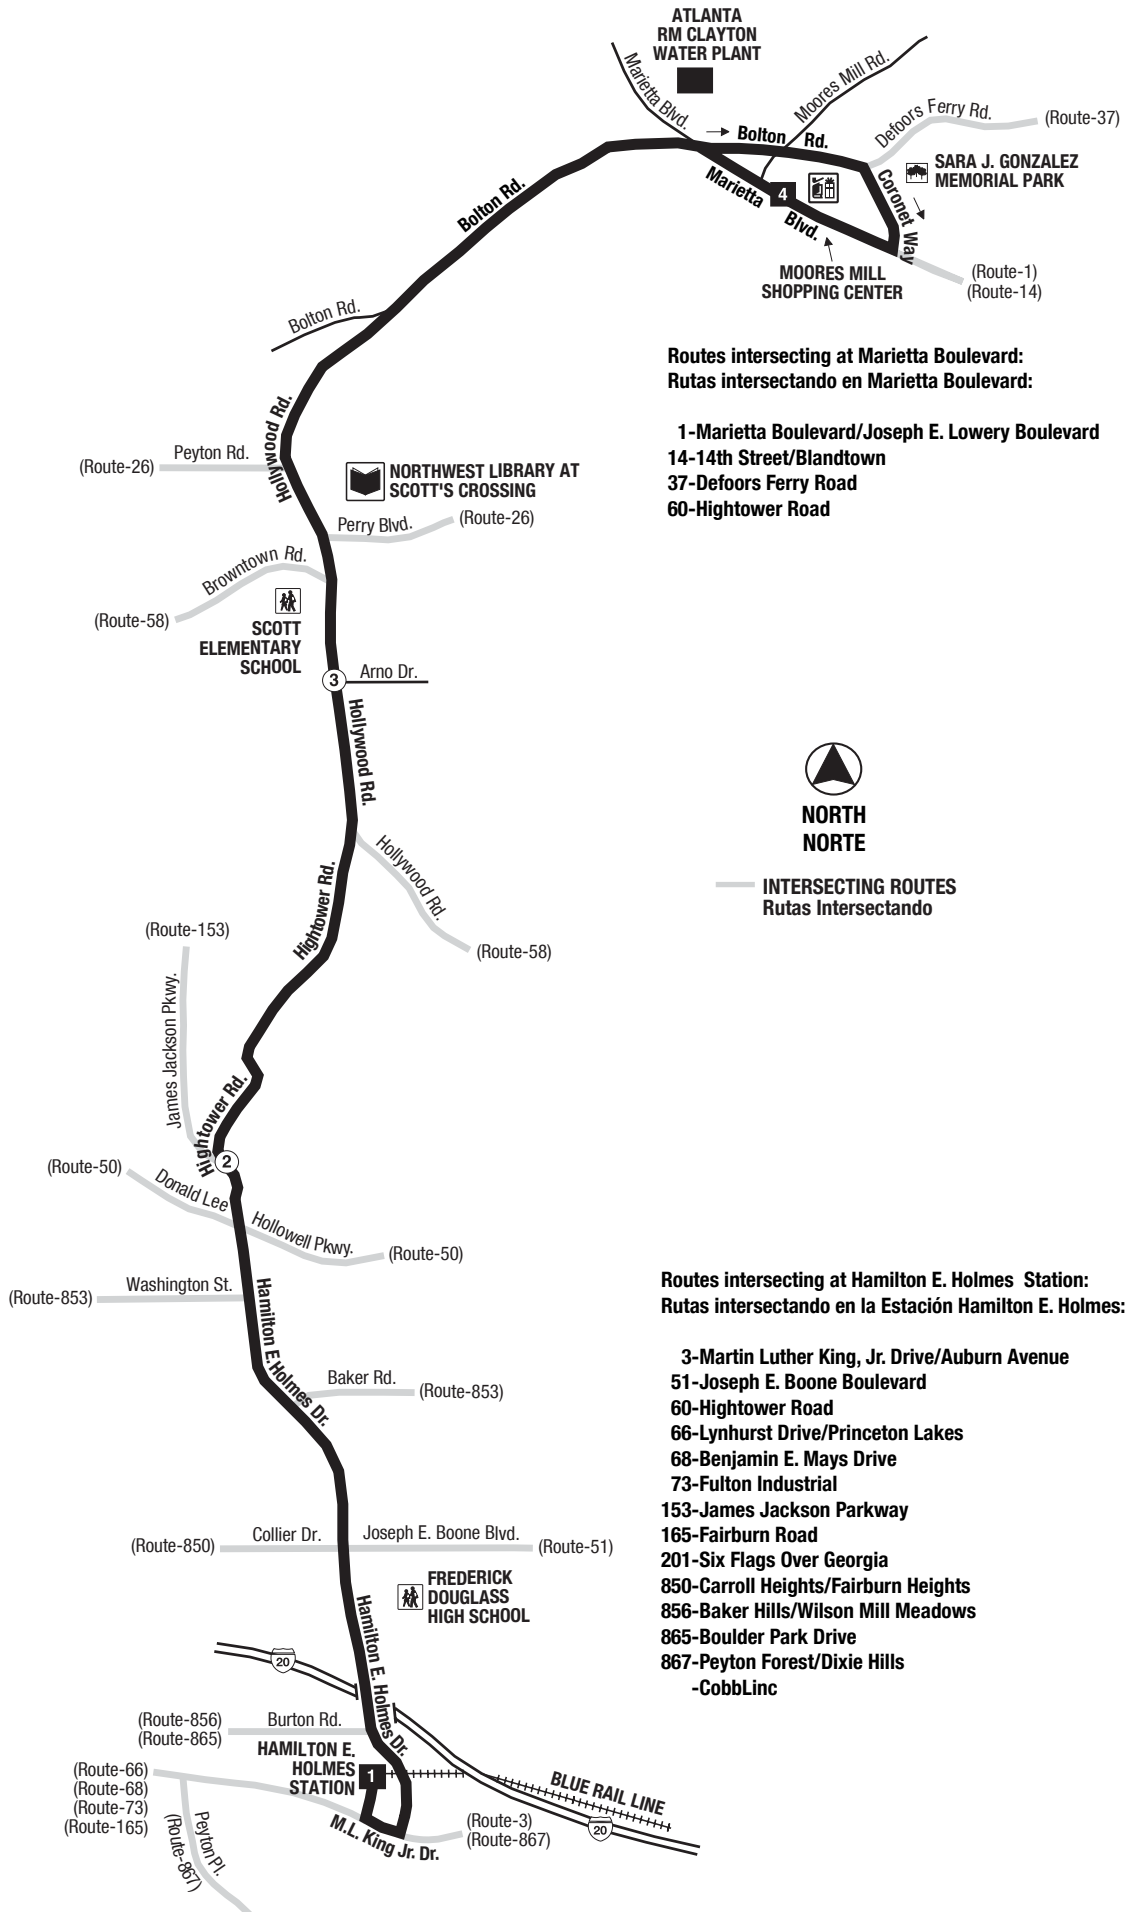 ATLANTA
RM CLAYTON
WATER PLANT
Marietta Blvd.
Moores Mill Rd.
Defoors Ferry Rd.
(Route-37)
Bolton Rd.
SARA J. GONZALEZ
MEMORIAL PARK
Coronet Way
Marietta Blvd.
4
MOORES MILL
SHOPPING CENTER
(Route-1)
(Route-14)
Bolton Rd.
Bolton Rd.
Routes intersecting at Marietta Boulevard:
Rutas intersectando en Marietta Boulevard:
1-Marietta Boulevard/Joseph E. Lowery Boulevard
14-14th Street/Blandtown
37-Defoors Ferry Road
60-Hightower Road
Hollywood Rd.
(Route-26)
Peyton Rd.
NORTHWEST LIBRARY AT
SCOTT'S CROSSING
Perry Blvd.
(Route-26)
Browntown Rd.
(Route-58)
SCOTT
ELEMENTARY
SCHOOL
3
Arno Dr.
Hollywood Rd.
NORTH
NORTE
INTERSECTING ROUTES
Rutas Intersectando
Hollywood Rd.
(Route-58)
Hightower Rd.
(Route-153)
James Jackson Pkwy.
Hightower Rd.
2
(Route-50)
Donald Lee
Hollowell Pkwy.
(Route-50)
Washington St.
(Route-853)
Hamilton E. Holmes Dr.
Baker Rd.
(Route-853)
Routes intersecting at Hamilton E. Holmes Station:
Rutas intersectando en la Estación Hamilton E. Holmes:
3-Martin Luther King, Jr. Drive/Auburn Avenue
51-Joseph E. Boone Boulevard
60-Hightower Road
66-Lynhurst Drive/Princeton Lakes
68-Benjamin E. Mays Drive
73-Fulton Industrial
153-James Jackson Parkway
165-Fairburn Road
201-Six Flags Over Georgia
850-Carroll Heights/Fairburn Heights
856-Baker Hills/Wilson Mill Meadows
865-Boulder Park Drive
867-Peyton Forest/Dixie Hills
-CobbLinc
(Route-850)
Collier Dr.
Joseph E. Boone Blvd.
(Route-51)
FREDERICK
DOUGLASS
HIGH SCHOOL
Hamilton E. Holmes Dr.
20
(Route-856)
(Route-865)
Burton Rd.
HAMILTON E.
HOLMES
STATION
1
BLUE RAIL LINE
20
(Route-66)
(Route-68)
(Route-73)
(Route-165)
Peyton Pl.
(Route-867)
M.L. King Jr. Dr.
(Route-3)
(Route-867)